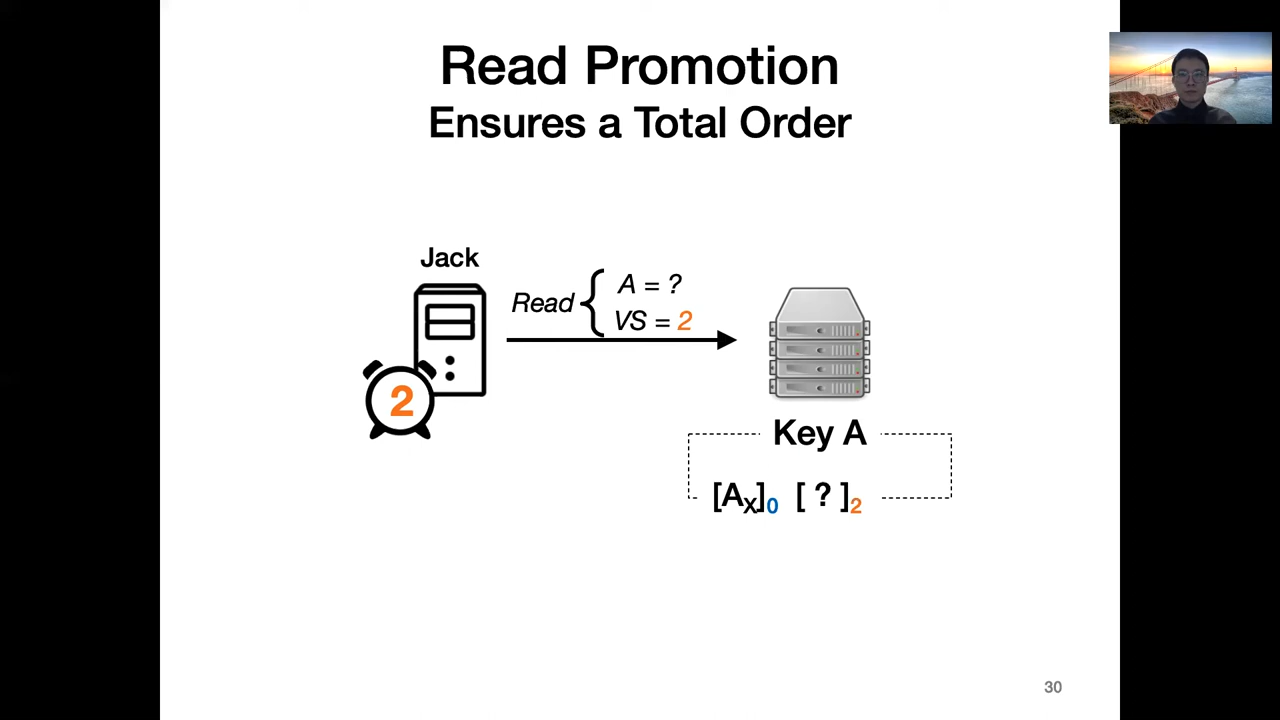 Read Promotion
Ensures a Total Order
Jack
Read { A = ?
VS = 2
2
Key A
[AX]0 [ ? ]2
30